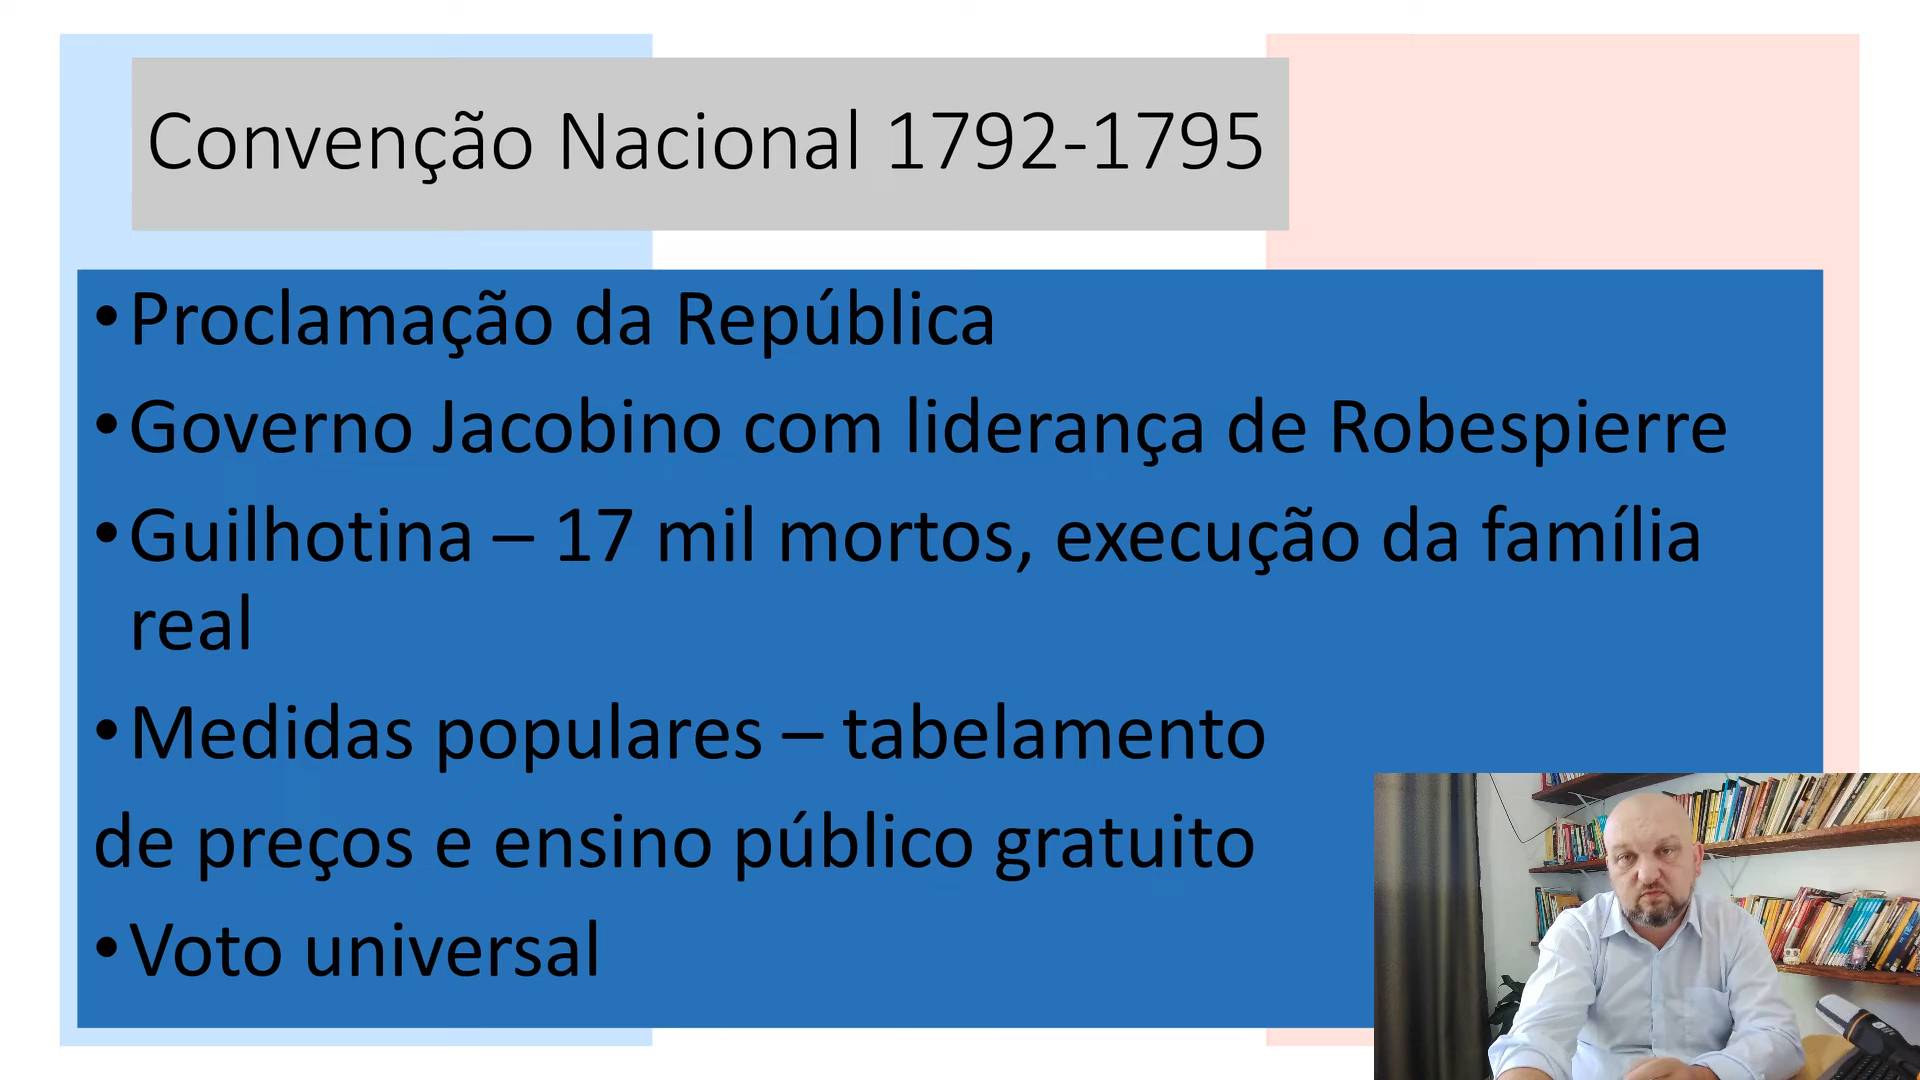 Convenção Nacional 1792-1795
•Proclamação da República
•Governo Jacobino com liderança de Robespierre
•Guilhotina – 17 mil mortos, execução da família
real
•Medidas populares – tabelamento
de preços e ensino público gratuito
•Voto universal